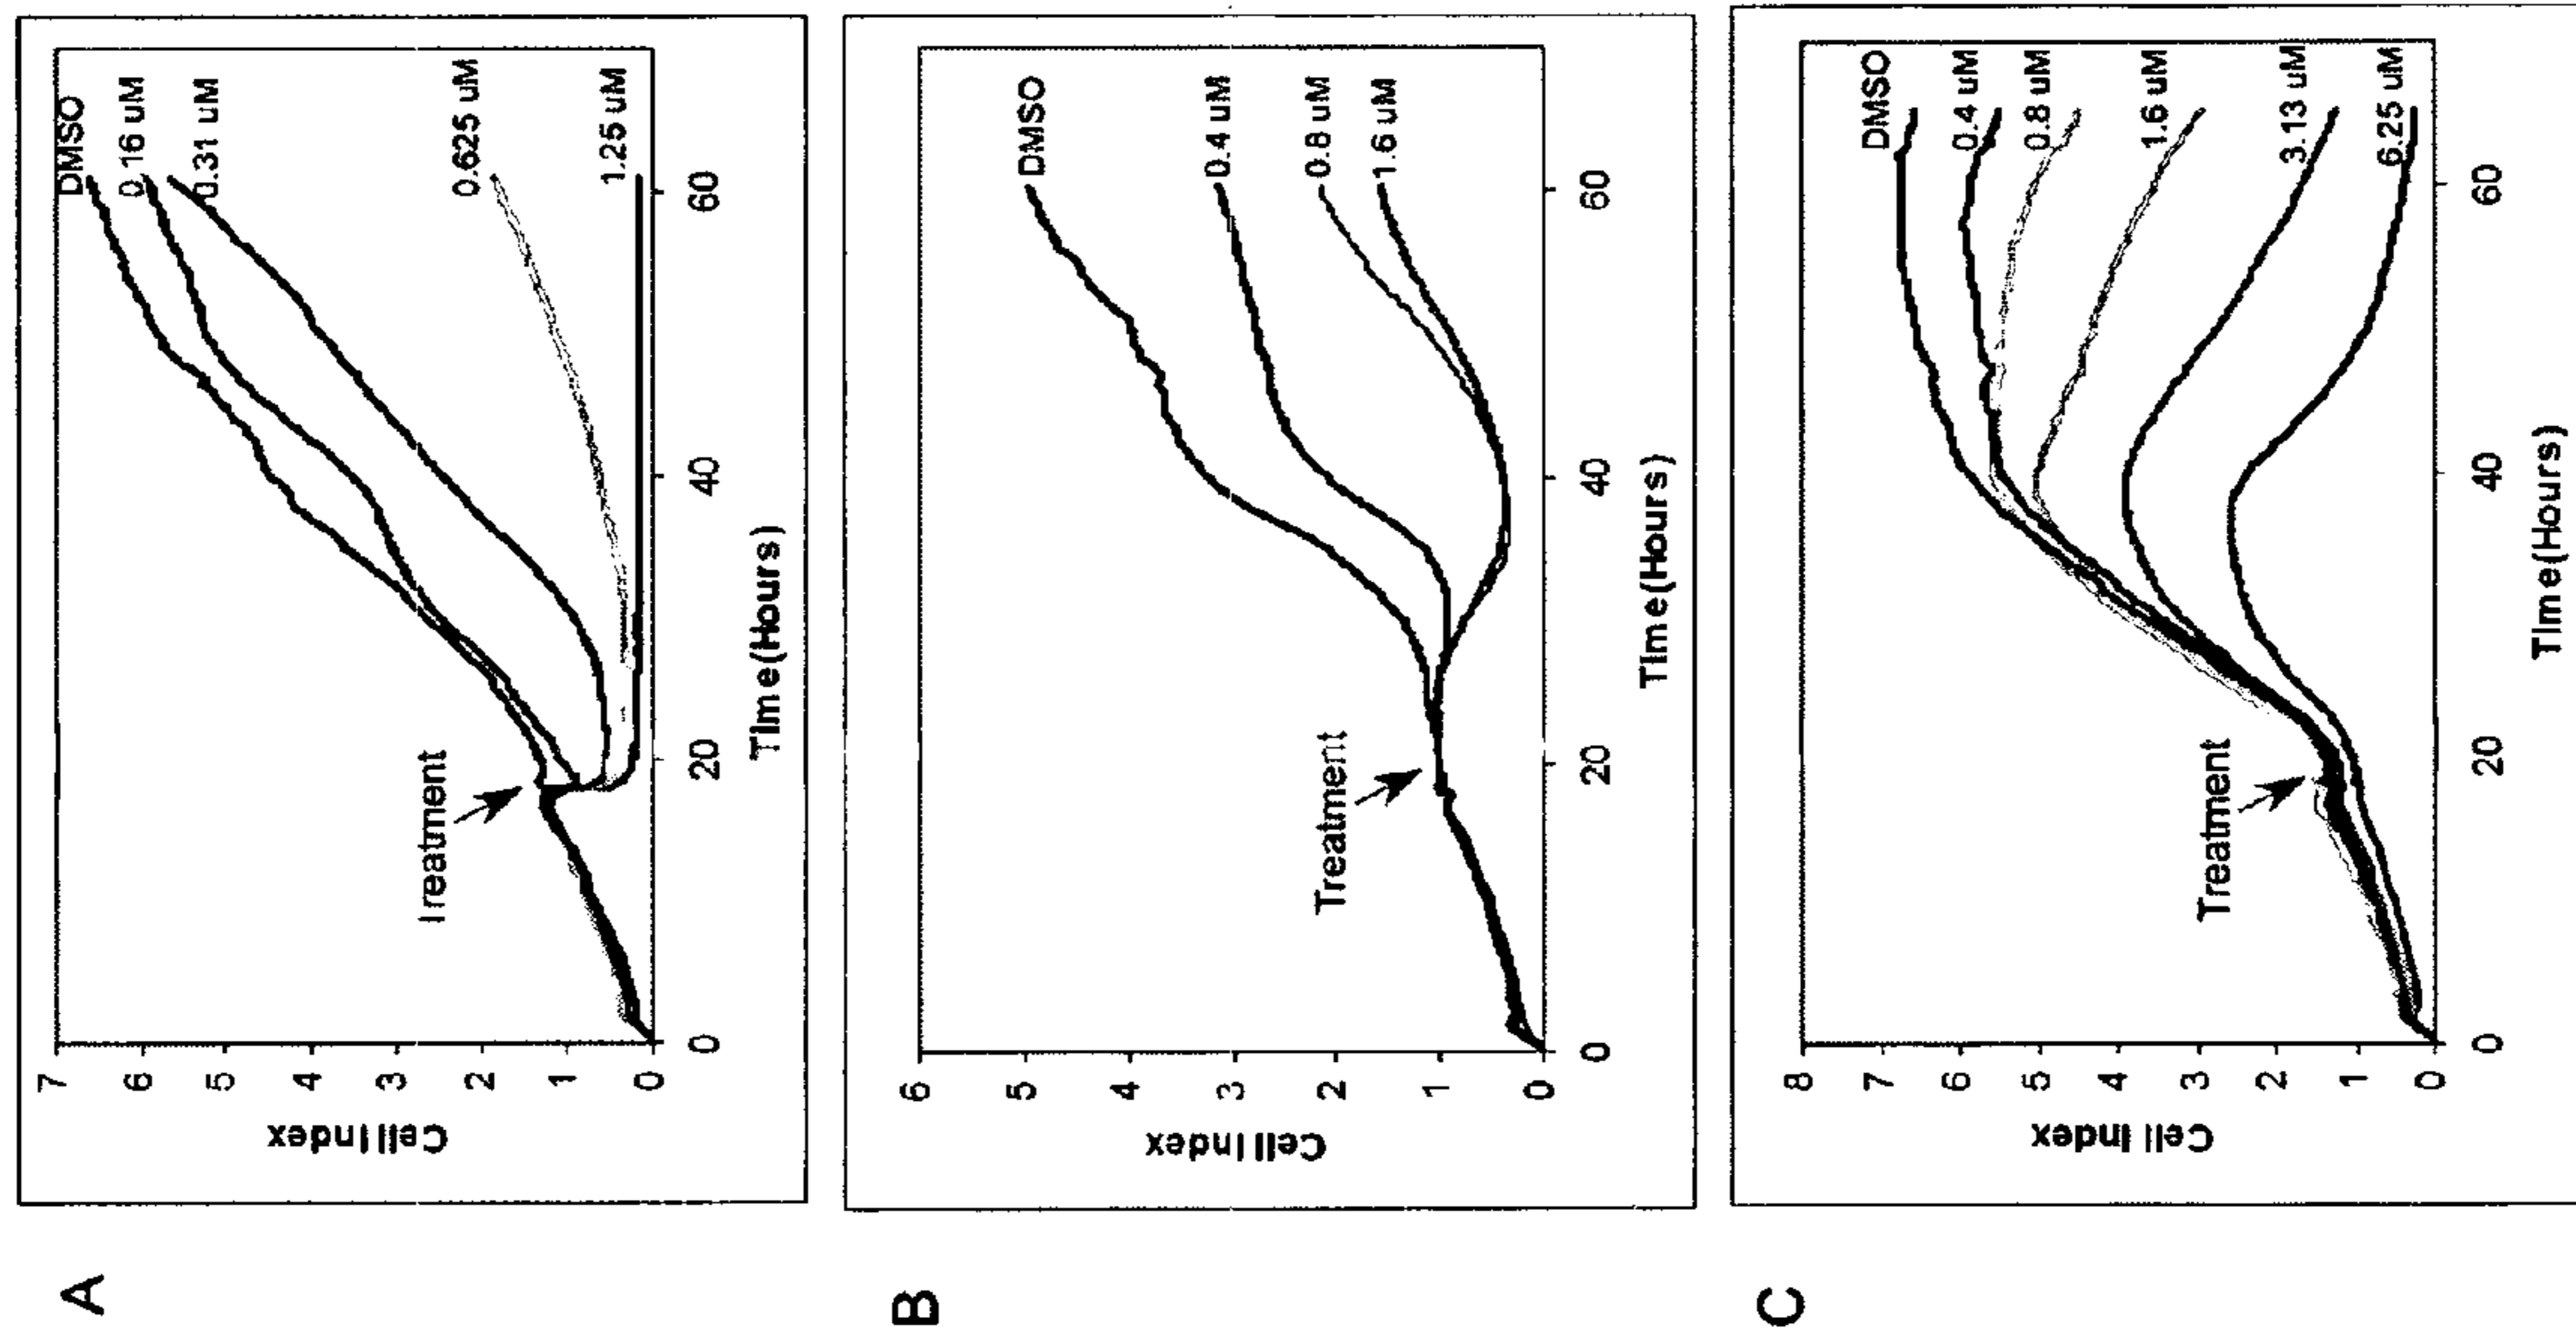 A
Cell Index
7
6
5
4
3
2
1
0
0
20
40
60
Time(Hours)
Treatment
DMSO
0.16 uM
0.31 uM
0.625 uM
1.25 uM
B
Cell Index
6
5
4
3
2
1
0
0
20
40
60
Time(Hours)
Treatment
DMSO
0.4 uM
0.8 uM
1.6 uM
C
Cell Index
8
7
6
5
4
3
2
1
0
0
20
40
60
Time(Hours)
Treatment
DMSO
0.4 uM
0.8 uM
1.6 uM
3.13 uM
6.25 uM